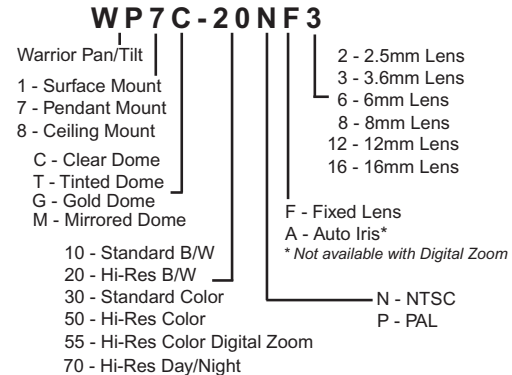 WP7C-20NF3
Warrior Pan/Tilt
1 - Surface Mount
7 - Pendant Mount
8 - Ceiling Mount
C - Clear Dome
T - Tinted Dome
G - Gold Dome
M - Mirrored Dome
10 - Standard B/W
20 - Hi-Res B/W
30 - Standard Color
50 - Hi-Res Color
55 - Hi-Res Color Digital Zoom
70 - Hi-Res Day/Night
2 - 2.5mm Lens
3 - 3.6mm Lens
6 - 6mm Lens
8 - 8mm Lens
12 - 12mm Lens
16 - 16mm Lens
F - Fixed Lens
A - Auto Iris*
* Not available with Digital Zoom
N - NTSC
P - PAL